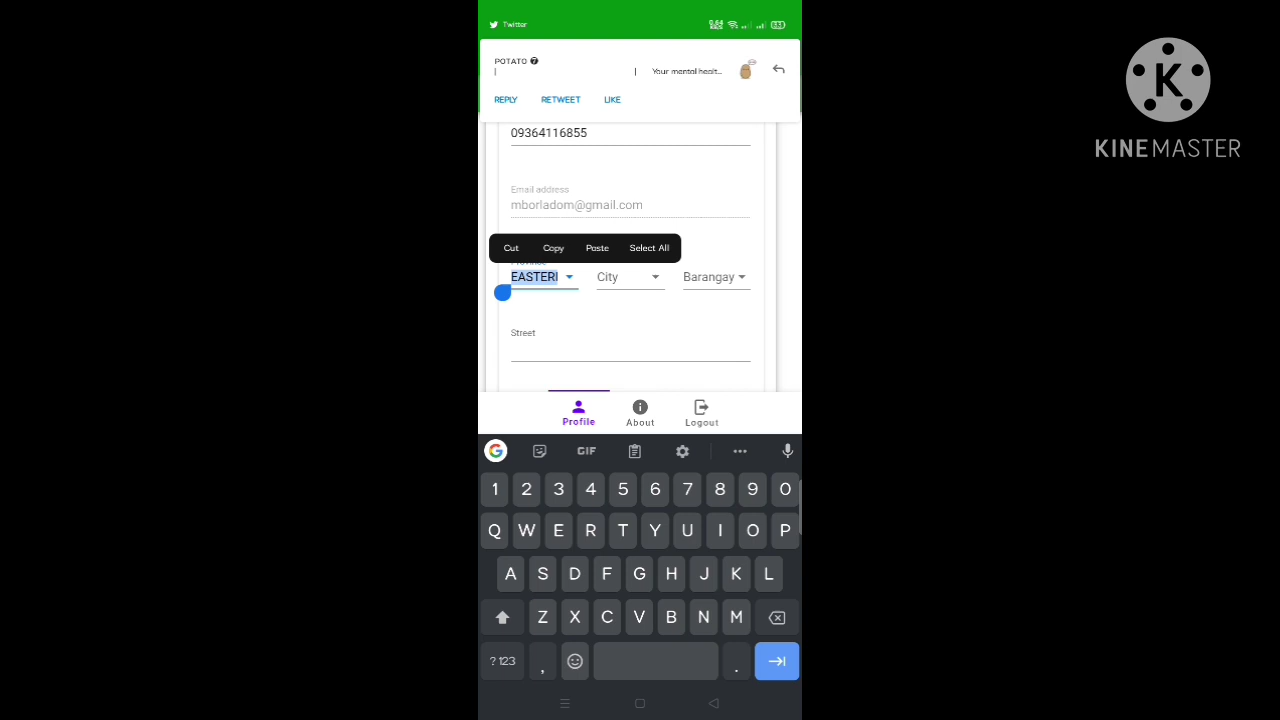 Twitter
POTATO
Your mental healt...
REPLY RETWEET LIKE
09364116855
Email address
mborladom@gmail.com
Cut Copy Paste Select All
Province
EASTERI City Barangay
Street
Profile About Logout
GIF
1 2 3 4 5 6 7 8 9 0
Q W E R T Y U I O P
A S D F G H J K L
Z X C V B N M
?123 , .
K
KINEMASTER